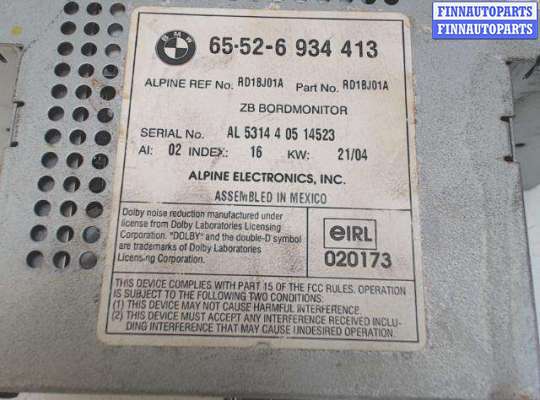 FINNAUTOPARTS
FINNAUTOPARTS
BMW
65-52-6 934 413
ALPINE REF No. RD18J01A Part No. RD18J01A
ZB BORDMONITOR
SERIAL No. AL 5314 4 05 14523
AI: 02 INDEX: 16 KW: 21/04
ALPINE ELECTRONICS, INC.
ASSEMBLED IN MEXICO
Dolby noise reduction manufactured under
license from Dolby Laboratories Licensing
Corporation. "DOLBY" and the double-D symbol
are trademarks of Dolby Laboratories
Licensing Corporation.
eIRL
020173
THIS DEVICE COMPLIES WITH PART 15 OF THE FCC RULES. OPERATION
IS SUBJECT TO THE FOLLOWING TWO CONDITIONS:
(1) THIS DEVICE MAY NOT CAUSE HARMFUL INTERFERENCE.
(2) THIS DEVICE MUST ACCEPT ANY INTERFERENCE RECEIVED INCLU-
DING INTERFERENCE THAT MAY CAUSE UNDESIRED OPERATION.
FINNAUTOPARTS
FINNAUTOPARTS